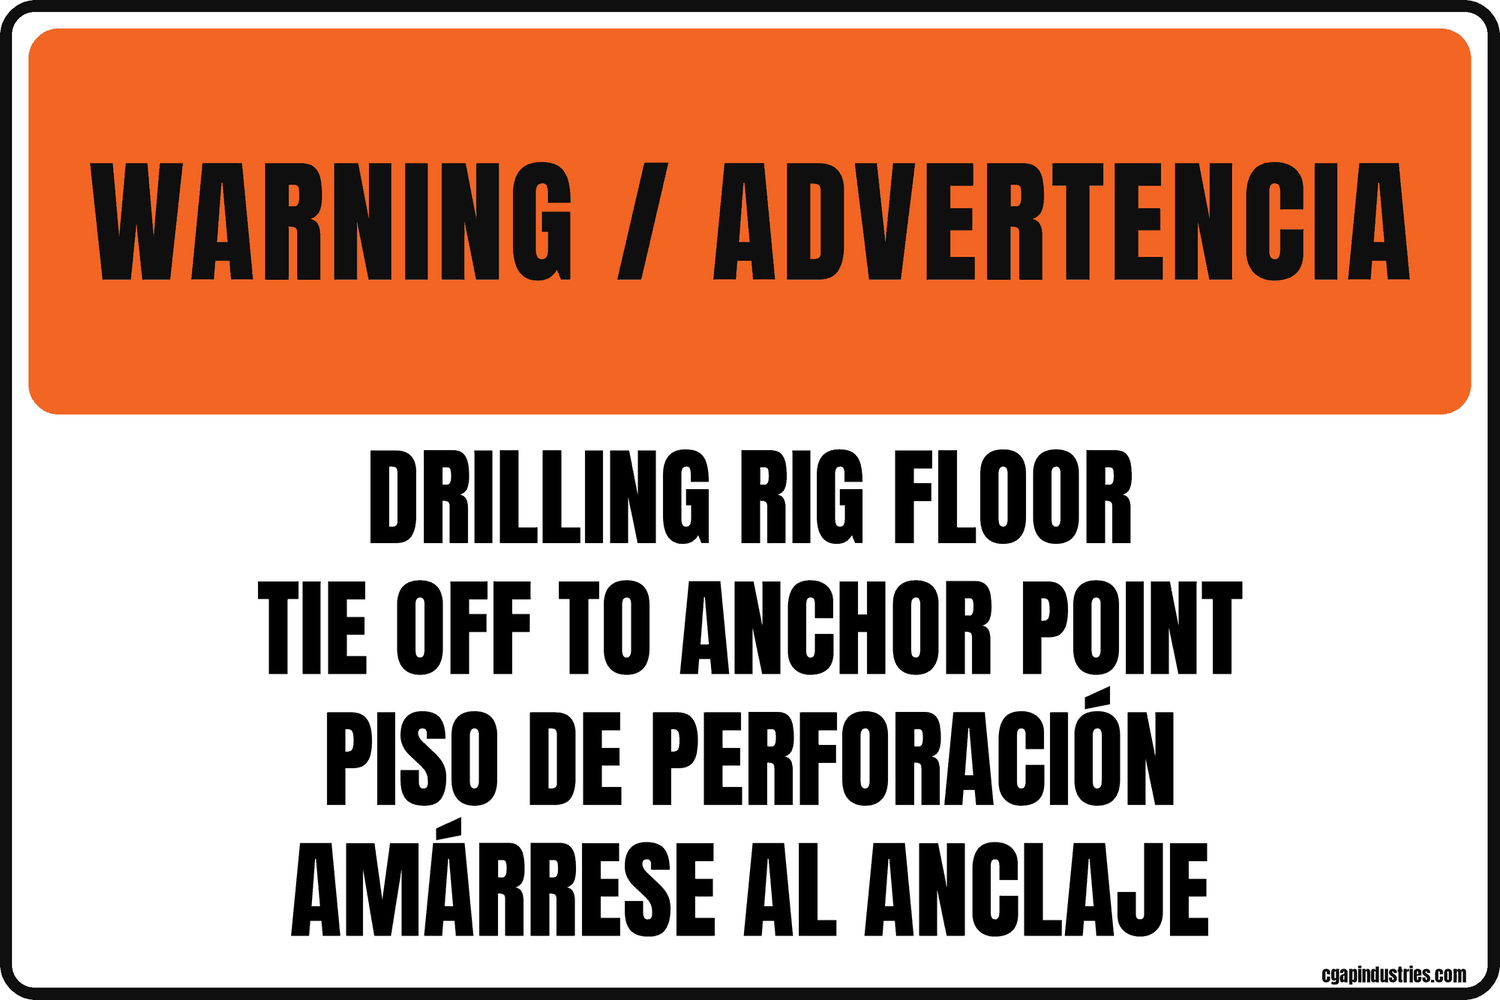 WARNING / ADVERTENCIA
DRILLING RIG FLOOR
TIE OFF TO ANCHOR POINT
PISO DE PERFORACIÓN
AMÁRRESE AL ANCLAJE
cgapindustries.com